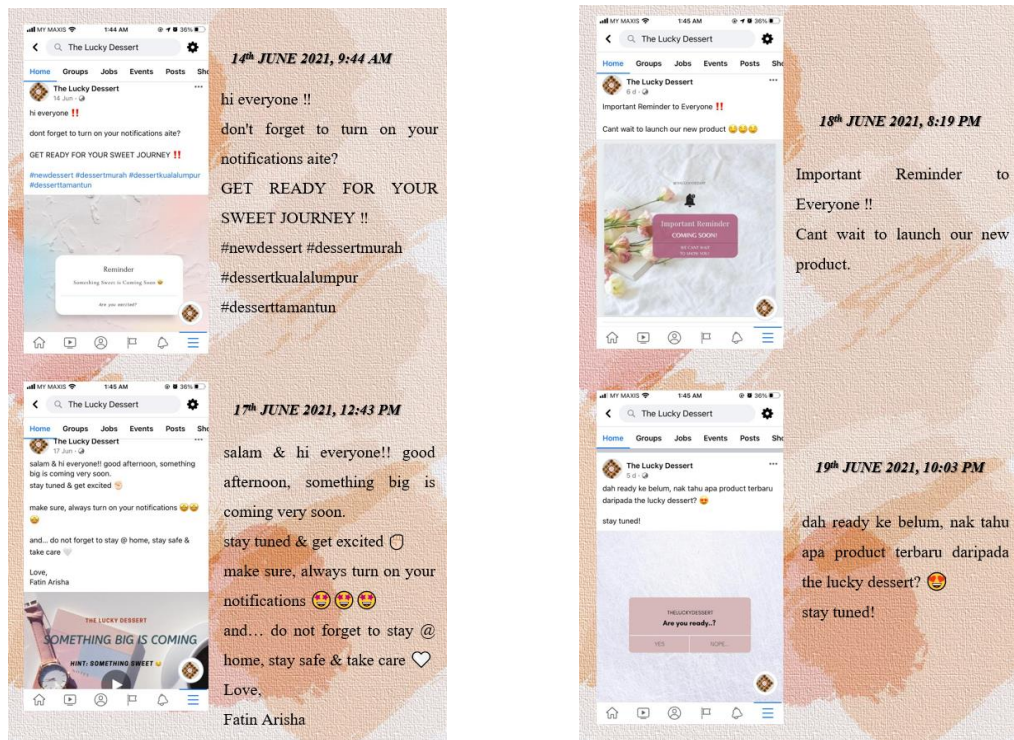 MY MAXIS 1:44 AM 36%
The Lucky Dessert
Home Groups Jobs Events Posts Sho
The Lucky Dessert
14 Jun
hi everyone ‼️
dont forget to turn on your notifications aite?
GET READY FOR YOUR SWEET JOURNEY ‼️
#newdessert #dessertmurah #dessertkualalumpur
#desserttamantun
Reminder
Something Sweet is Coming Soon 😍
Are you excited?
14th JUNE 2021, 9:44 AM
hi everyone !!
don't forget to turn on your
notifications aite?
GET READY FOR YOUR
SWEET JOURNEY !!
#newdessert #dessertmurah
#dessertkualalumpur
#desserttamantun
MY MAXIS 1:45 AM 36%
The Lucky Dessert
Home Groups Jobs Events Posts Sho
The Lucky Dessert
17 Jun
salam & hi everyone!! good afternoon, something
big is coming very soon.
stay tuned & get excited 👏🏻
make sure, always turn on your notifications 🤩🤩
🤩
and... do not forget to stay @ home, stay safe &
take care 🤍
Love,
Fatin Arisha
THE LUCKY DESSERT
SOMETHING BIG IS COMING
HINT: SOMETHING SWEET
17th JUNE 2021, 12:43 PM
salam & hi everyone!! good
afternoon, something big is
coming very soon.
stay tuned & get excited ✊🏻
make sure, always turn on your
notifications 🤩🤩🤩
and… do not forget to stay @
home, stay safe & take care 🤍
Love,
Fatin Arisha
MY MAXIS 1:45 AM 36%
The Lucky Dessert
Home Groups Jobs Events Posts Sho
The Lucky Dessert
6 d
Important Reminder to Everyone ‼️
Cant wait to launch our new product 😋😋😋
Important Reminder
COMING SOON!
WE CANT WAIT
TO SHOW YOU!
18th JUNE 2021, 8:19 PM
Important Reminder to
Everyone !!
Cant wait to launch our new
product.
MY MAXIS 1:45 AM 36%
The Lucky Dessert
Home Groups Jobs Events Posts Sho
The Lucky Dessert
5 d
dah ready ke belum, nak tahu apa product terbaru
daripada the lucky dessert? 😍
stay tuned!
THELUCKYDESSERT
Are you ready..?
YES NOPE..
19th JUNE 2021, 10:03 PM
dah ready ke belum, nak tahu
apa product terbaru daripada
the lucky dessert? 😍
stay tuned!